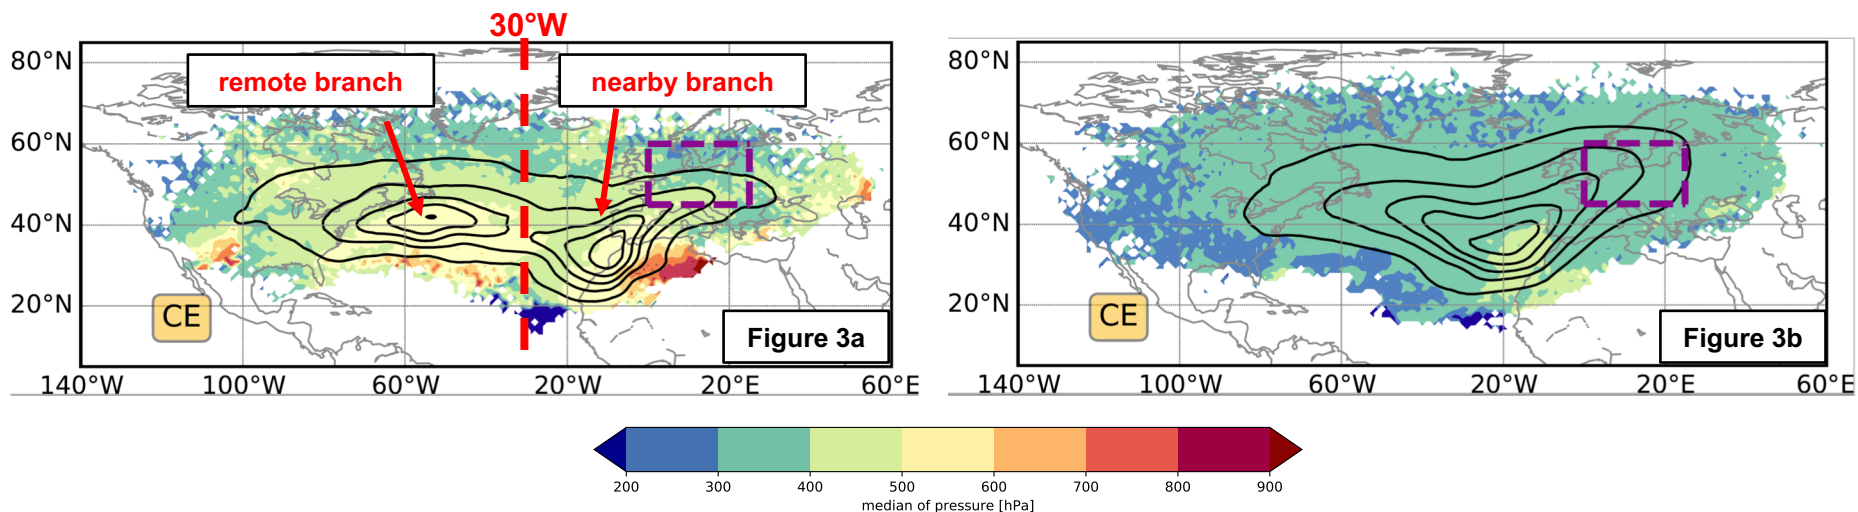 30°W
80°N
remote branch
nearby branch
60°N
40°N
20°N
CE
Figure 3a
140°W 100°W 60°W 20°W 20°E 60°E
80°N
60°N
40°N
20°N
CE
Figure 3b
140°W 100°W 60°W 20°W 20°E 60°E
200 300 400 500 600 700 800 900
median of pressure [hPa]